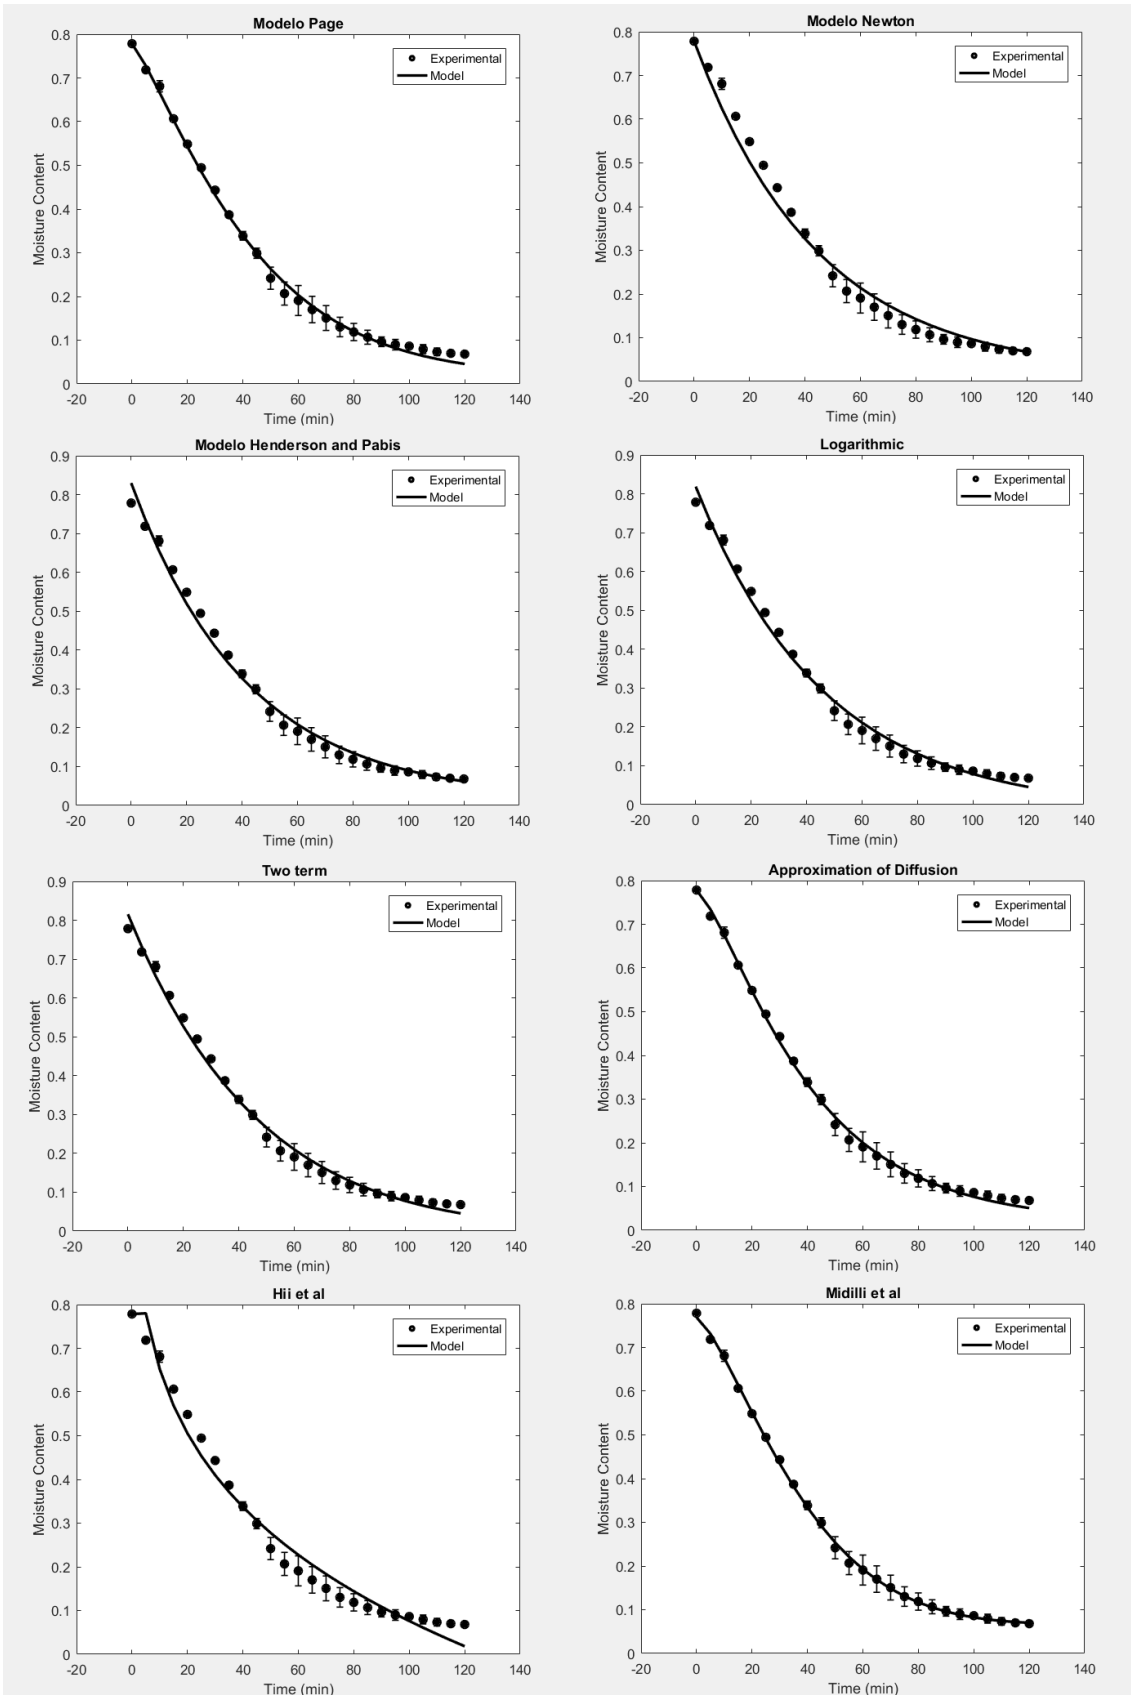 Modelo Page
0.8
0.7
0.6
0.5
0.4
0.3
0.2
0.1
0
Moisture Content
Experimental
Model
-20 0 20 40 60 80 100 120 140
Time (min)
Modelo Newton
0.8
0.7
0.6
0.5
0.4
0.3
0.2
0.1
0
Moisture Content
Experimental
Model
-20 0 20 40 60 80 100 120 140
Time (min)
Modelo Henderson and Pabis
0.9
0.8
0.7
0.6
0.5
0.4
0.3
0.2
0.1
0
Moisture Content
Experimental
Model
-20 0 20 40 60 80 100 120 140
Time (min)
Logarithmic
0.9
0.8
0.7
0.6
0.5
0.4
0.3
0.2
0.1
0
Moisture Content
Experimental
Model
-20 0 20 40 60 80 100 120 140
Time (min)
Two term
0.9
0.8
0.7
0.6
0.5
0.4
0.3
0.2
0.1
0
Moisture Content
Experimental
Model
-20 0 20 40 60 80 100 120 140
Time (min)
Approximation of Diffusion
0.8
0.7
0.6
0.5
0.4
0.3
0.2
0.1
0
Moisture Content
Experimental
Model
-20 0 20 40 60 80 100 120 140
Time (min)
Hii et al
0.8
0.7
0.6
0.5
0.4
0.3
0.2
0.1
0
Moisture Content
Experimental
Model
-20 0 20 40 60 80 100 120 140
Time (min)
Midilli et al
0.8
0.7
0.6
0.5
0.4
0.3
0.2
0.1
0
Moisture Content
Experimental
Model
-20 0 20 40 60 80 100 120 140
Time (min)